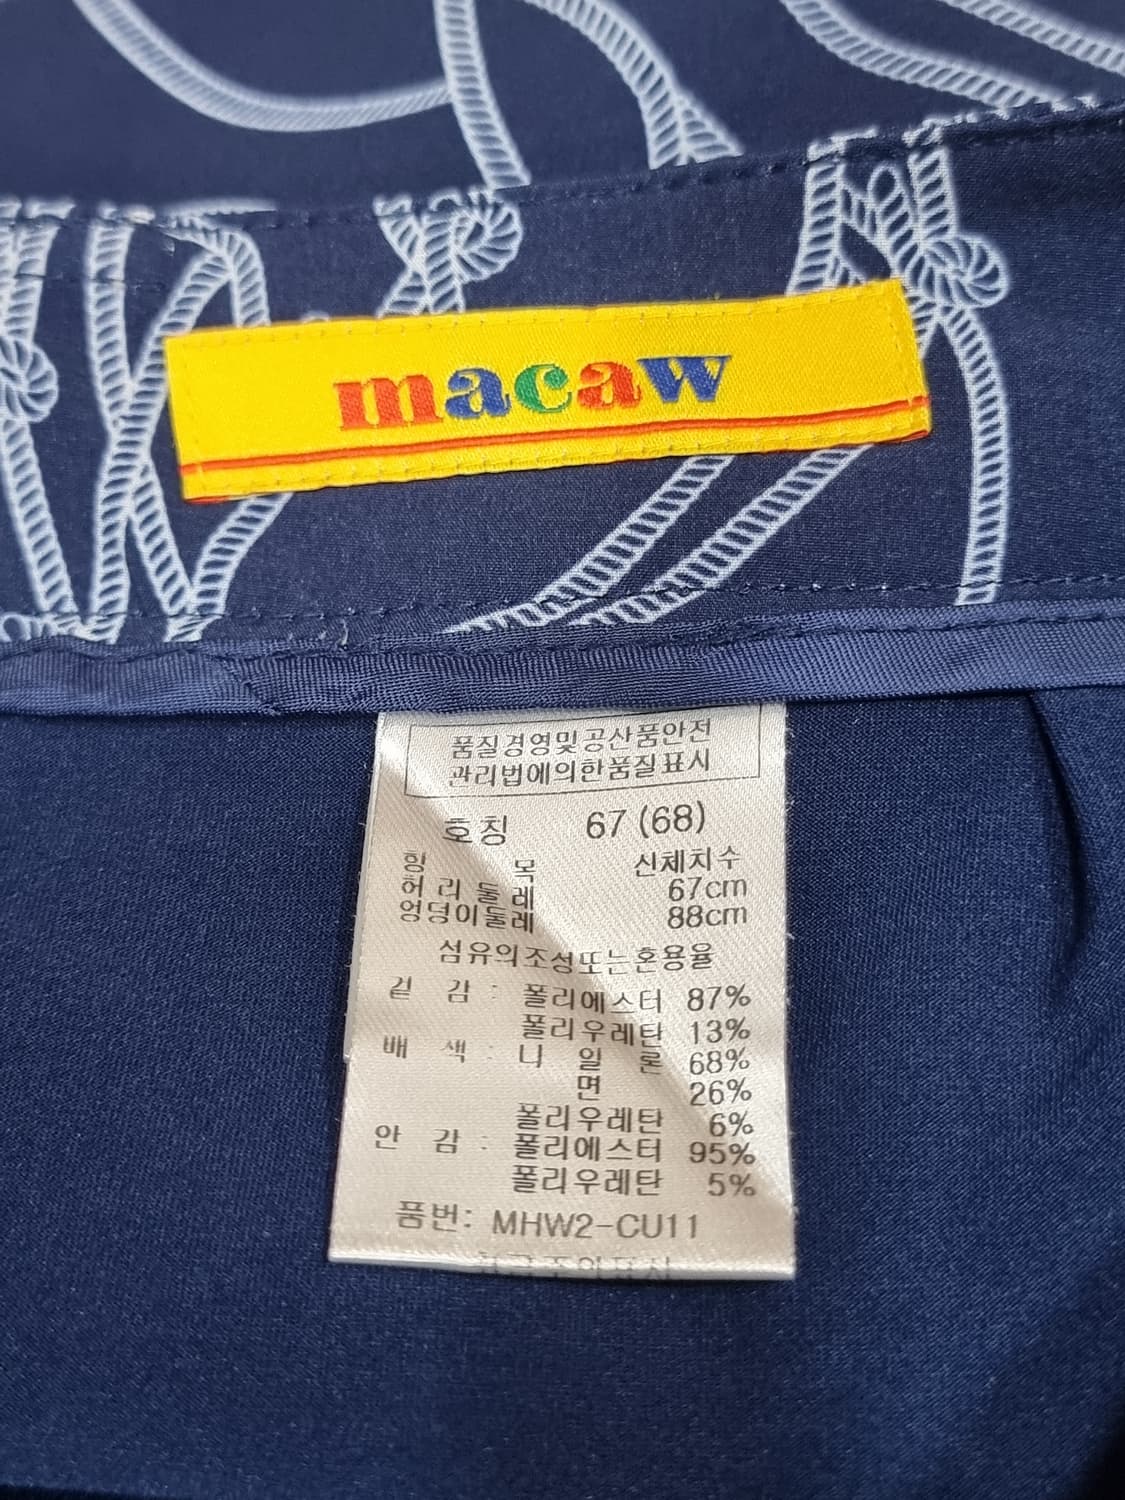 macaw
품질경영및공산품안전
관리법에의한품질표시
호칭 67 (68)
항 목 신체치수
허리둘레 67cm
엉덩이둘레 88cm
섬유의조성또는혼용율
겉 감 : 폴리에스터 87%
폴리우레탄 13%
배 색 : 니 일 론 68%
면 26%
폴리우레탄 6%
안 감 : 폴리에스터 95%
폴리우레탄 5%
품번: MHW2-CU11